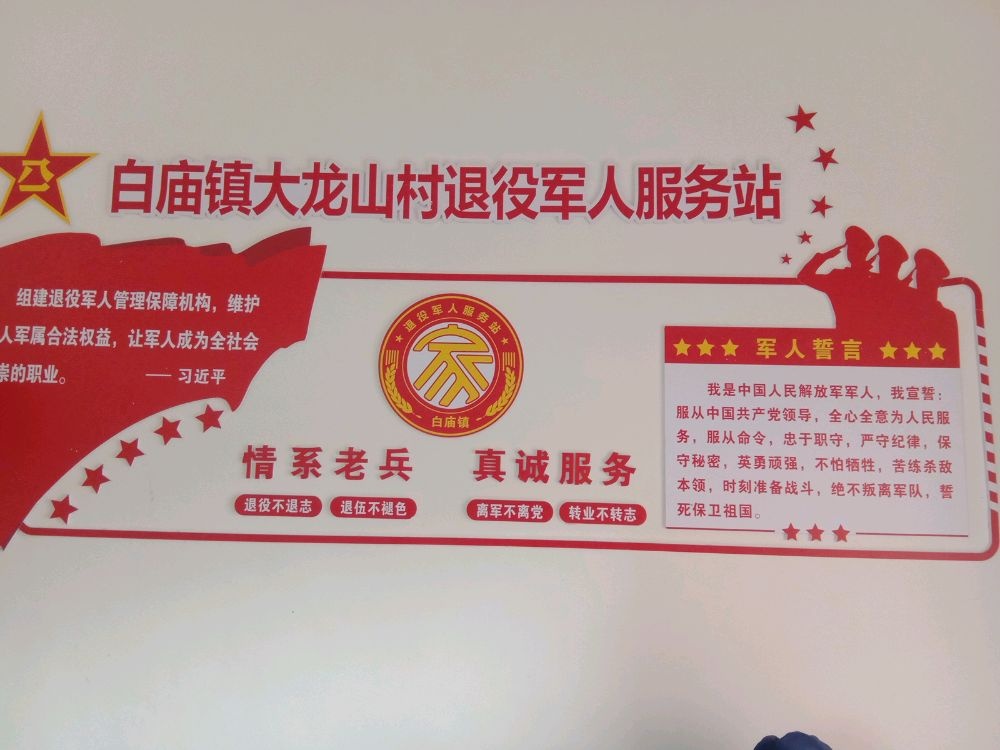 八一
白庙镇大龙山村退役军人服务站
组建退役军人管理保障机构，维护
人军属合法权益，让军人成为全社会
崇的职业。
—— 习近平
退役军人服务站
白庙镇
情系老兵 真诚服务
退役不退志 退伍不褪色 离军不离党 转业不转志
军人誓言
我是中国人民解放军军人，我宣誓：
服从中国共产党领导，全心全意为人民服
务，服从命令，忠于职守，严守纪律，保
守秘密，英勇顽强，不怕牺牲，苦练杀敌
本领，时刻准备战斗，绝不叛离军队，誓
死保卫祖国。